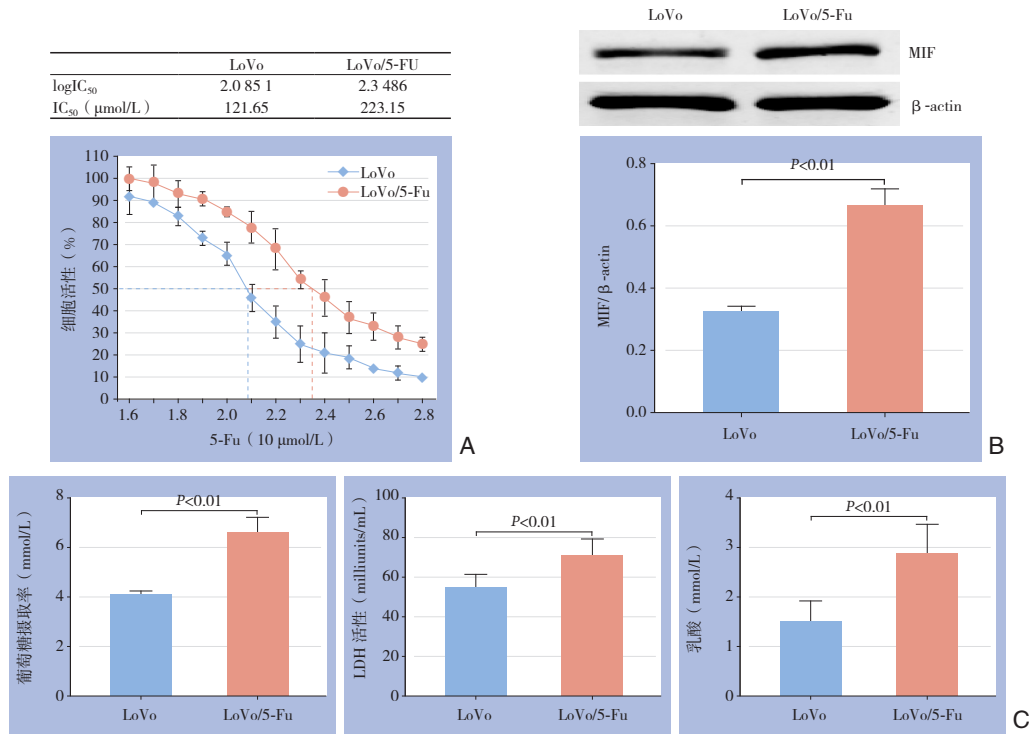 LoVo LoVo/5-FU
logIC₅₀ 2.0 85 1 2.3 486
IC₅₀（μmol/L） 121.65 223.15
110
100
90
80
70
60
50
40
30
20
10
细胞活性（%）
LoVo
LoVo/5-Fu
1.6 1.8 2.0 2.2 2.4 2.6 2.8
5-Fu（10 μmol/L）
A
LoVo LoVo/5-Fu
MIF
β-actin
0.8
0.6
0.4
0.2
0.0
MIF/β-actin
P<0.01
LoVo LoVo/5-Fu
B
8
6
4
2
0
葡萄糖摄取率（mmol/L）
P<0.01
LoVo LoVo/5-Fu
100
80
60
40
20
0
LDH 活性（milliunits/mL）
P<0.01
LoVo LoVo/5-Fu
4
3
2
1
0
乳酸（mmol/L）
P<0.01
LoVo LoVo/5-Fu
C